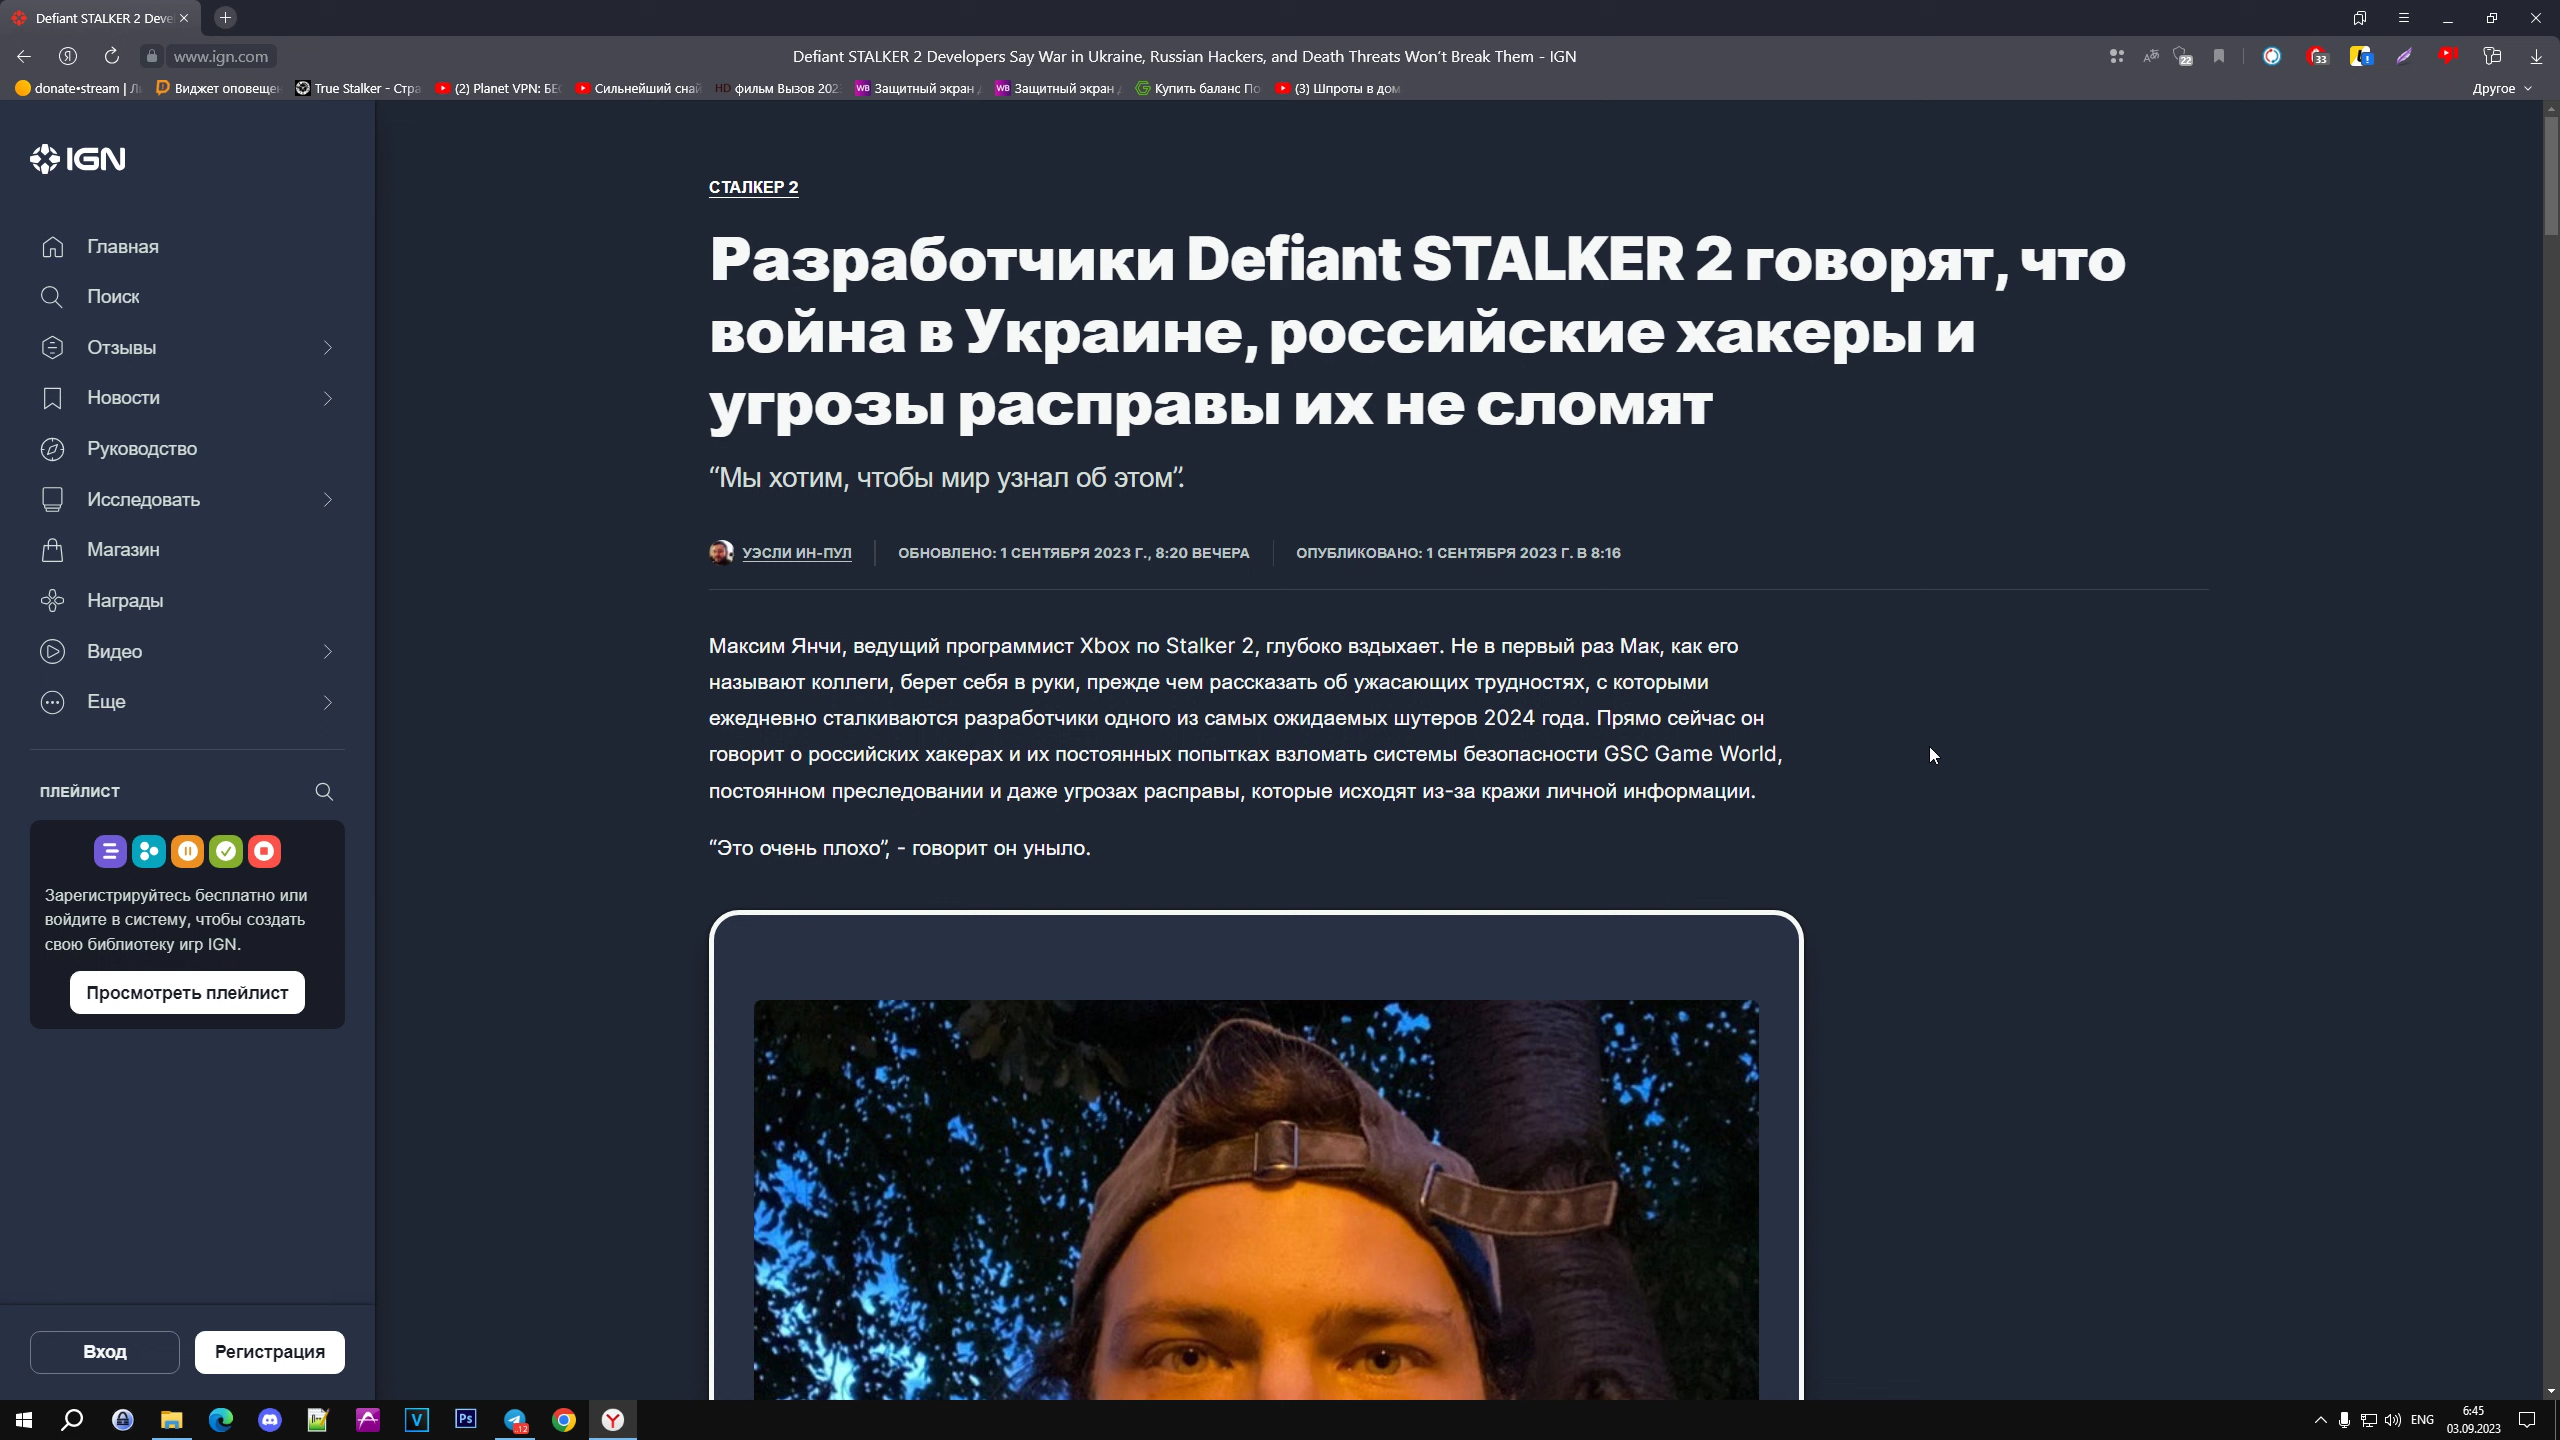 Defiant STALKER 2 Deve
www.ign.com
Defiant STALKER 2 Developers Say War in Ukraine, Russian Hackers, and Death Threats Won't Break Them - IGN
22
33
donate•stream | Л
Виджет оповещен
True Stalker - Стра
(2) Planet VPN: БЕС
Сильнейший снай
HD фильм Вызов 202
WB Защитный экран
WB Защитный экран
Купить баланс По
(3) Шпроты в дом
Другое
IGN
Главная
Поиск
Отзывы
Новости
Руководство
Исследовать
Магазин
Награды
Видео
Еще
ПЛЕЙЛИСТ
Зарегистрируйтесь бесплатно или
войдите в систему, чтобы создать
свою библиотеку игр IGN.
Просмотреть плейлист
Вход
Регистрация
СТАЛКЕР 2
Разработчики Defiant STALKER 2 говорят, что
война в Украине, российские хакеры и
угрозы расправы их не сломят
“Мы хотим, чтобы мир узнал об этом”.
УЭСЛИ ИН-ПУЛ
ОБНОВЛЕНО: 1 СЕНТЯБРЯ 2023 Г., 8:20 ВЕЧЕРА
ОПУБЛИКОВАНО: 1 СЕНТЯБРЯ 2023 Г. В 8:16
Максим Янчи, ведущий программист Xbox по Stalker 2, глубоко вздыхает. Не в первый раз Мак, как его
называют коллеги, берет себя в руки, прежде чем рассказать об ужасающих трудностях, с которыми
ежедневно сталкиваются разработчики одного из самых ожидаемых шутеров 2024 года. Прямо сейчас он
говорит о российских хакерах и их постоянных попытках взломать системы безопасности GSC Game World,
постоянном преследовании и даже угрозах расправы, которые исходят из-за кражи личной информации.
“Это очень плохо”, - говорит он уныло.
V
Ps
12
ENG
6:45
03.09.2023